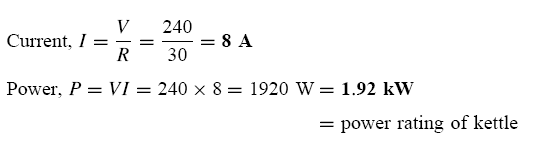 Current, I = V/R = 240/30 = 8 A
Power, P = VI = 240 × 8 = 1920 W = 1.92 kW
= power rating of kettle